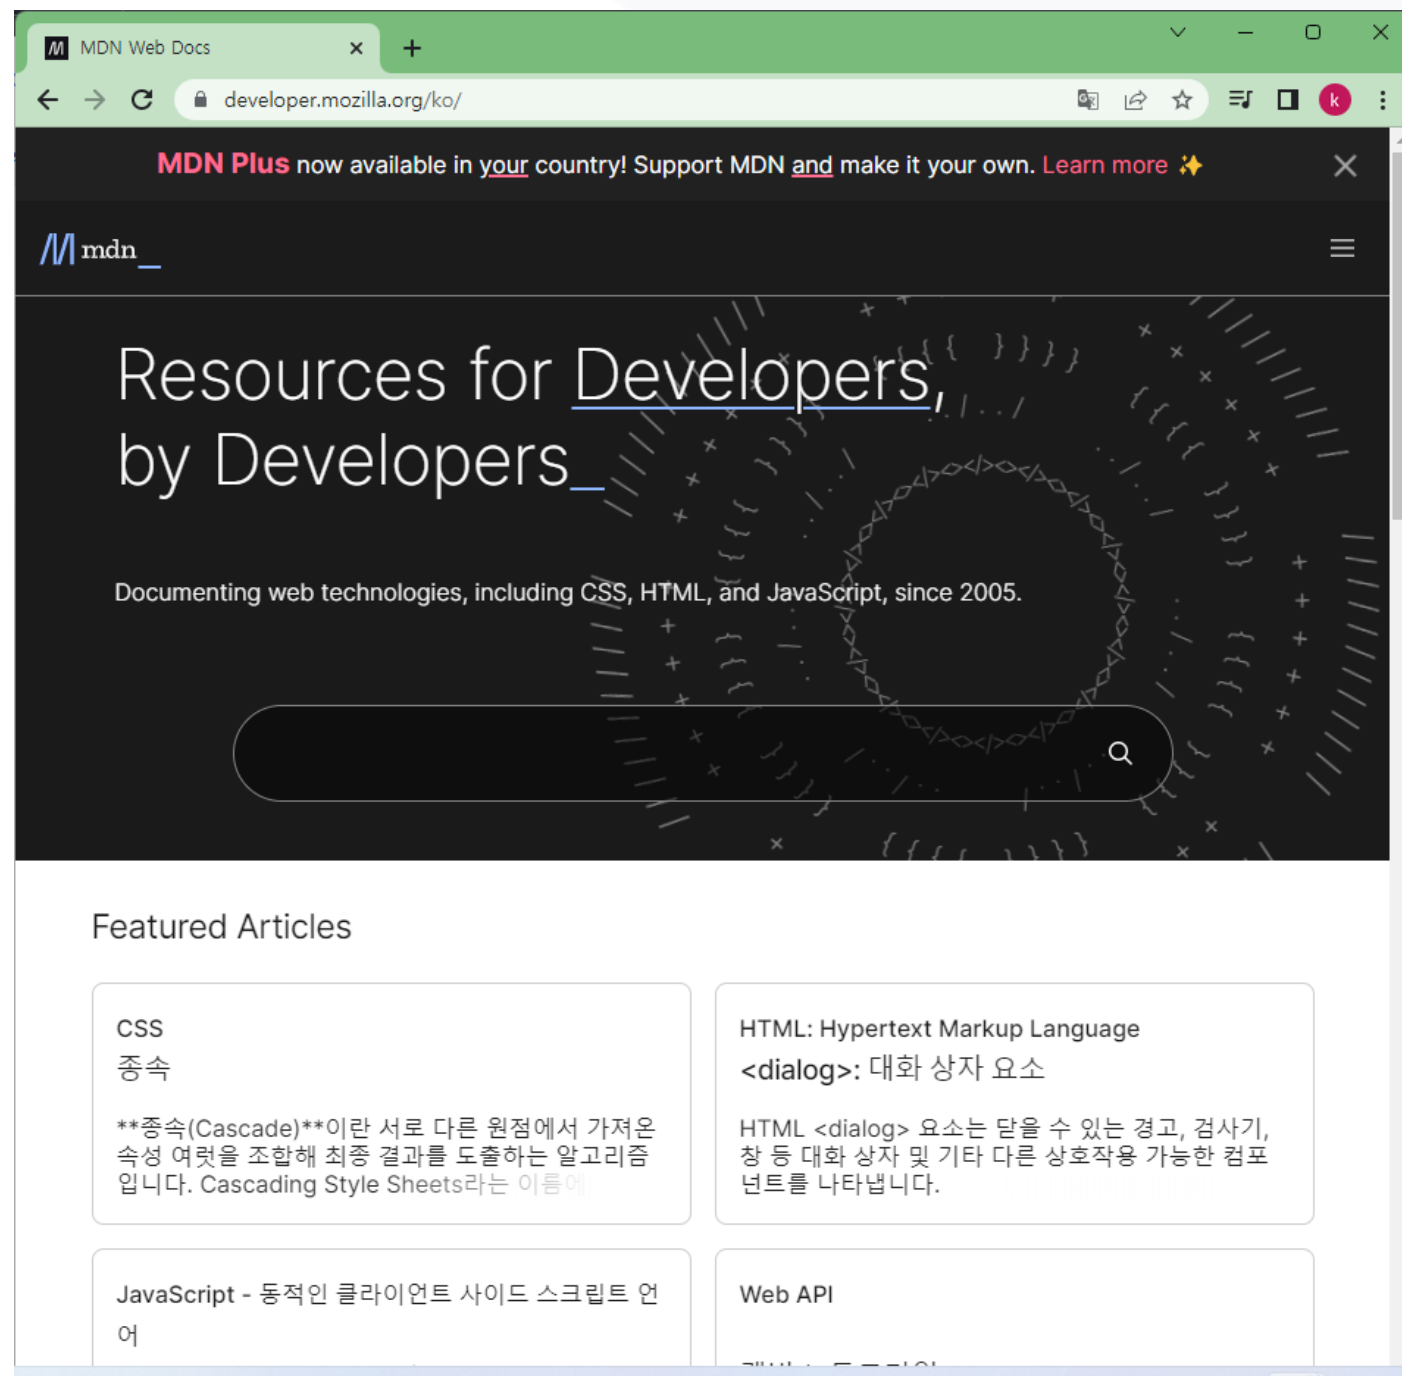 MDN Web Docs
developer.mozilla.org/ko/
k
MDN Plus now available in your country! Support MDN and make it your own. Learn more ✨
mdn_
Resources for Developers,
by Developers_
Documenting web technologies, including CSS, HTML, and JavaScript, since 2005.
Featured Articles
CSS
종속
**종속(Cascade)**이란 서로 다른 원점에서 가져온
속성 여럿을 조합해 최종 결과를 도출하는 알고리즘
입니다. Cascading Style Sheets라는 이름에
HTML: Hypertext Markup Language
<dialog>: 대화 상자 요소
HTML <dialog> 요소는 닫을 수 있는 경고, 검사기,
창 등 대화 상자 및 기타 다른 상호작용 가능한 컴포
넌트를 나타냅니다.
JavaScript - 동적인 클라이언트 사이드 스크립트 언
어
Web API